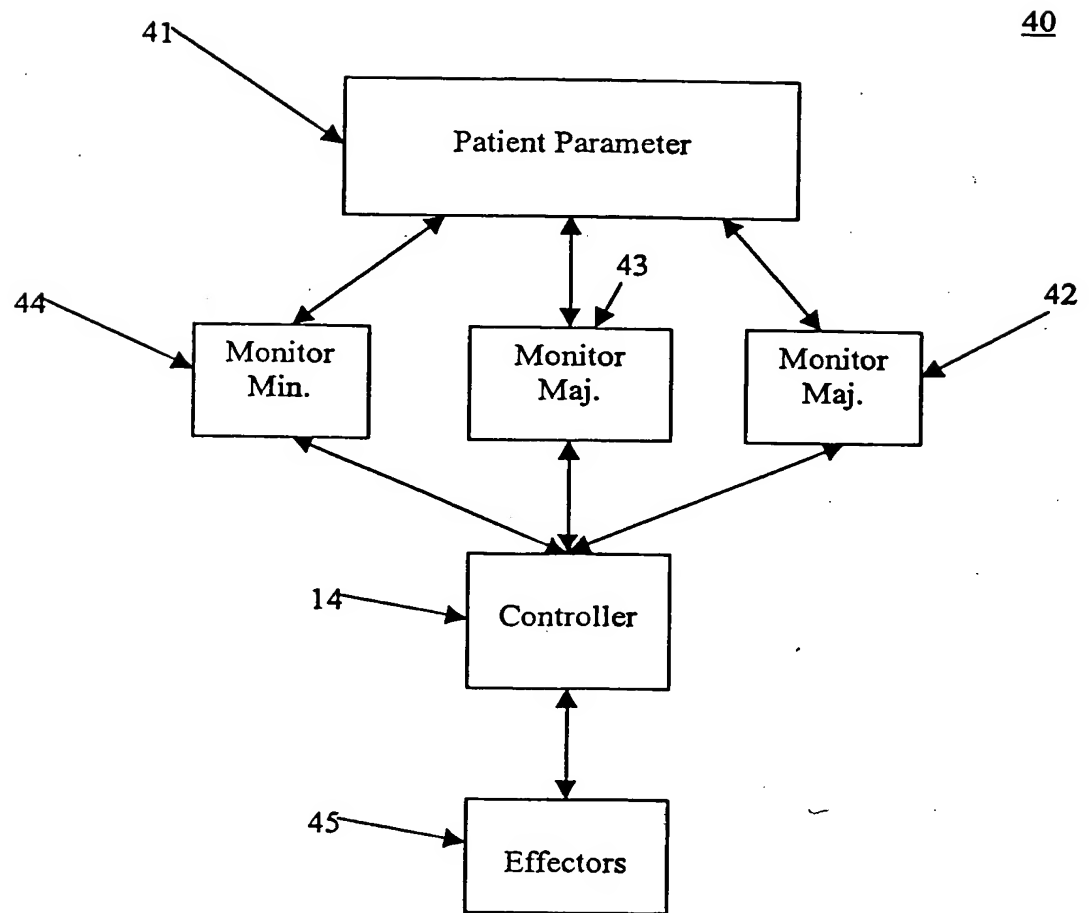 40
41
Patient Parameter
43
44
42
Monitor
Min.
Monitor
Maj.
Monitor
Maj.
14
Controller
45
Effectors